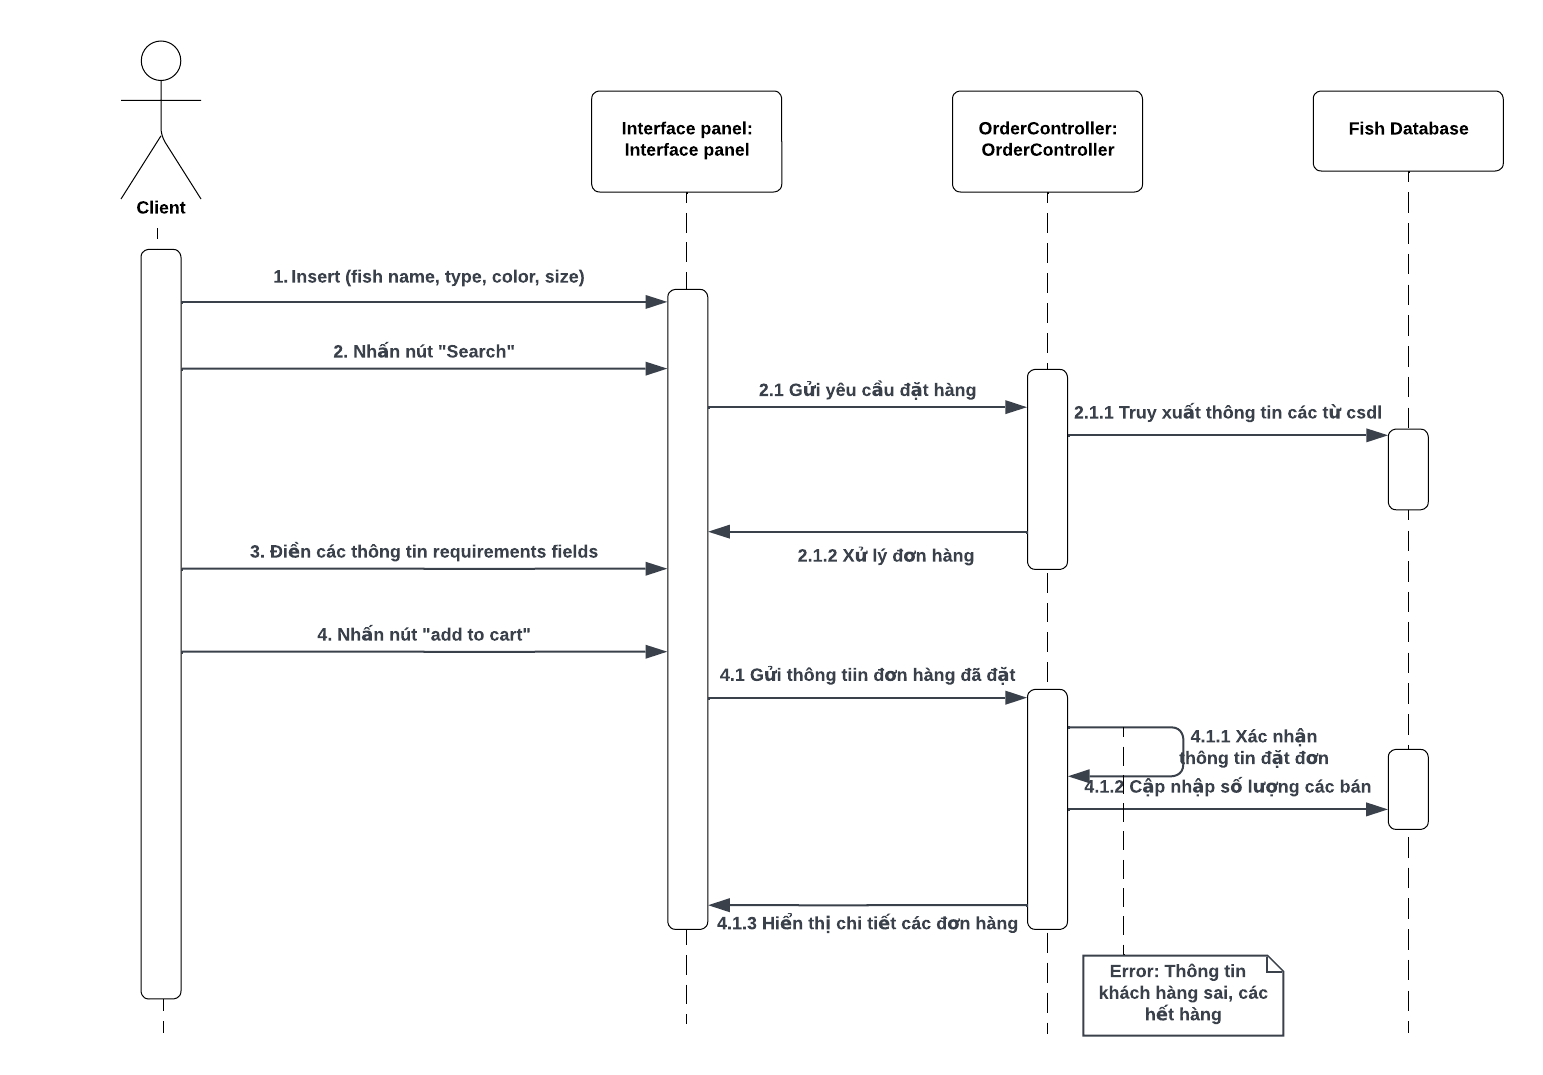 Client
Interface panel:
Interface panel
OrderController:
OrderController
Fish Database
1. Insert (fish name, type, color, size)
2. Nhấn nút "Search"
2.1 Gửi yêu cầu đặt hàng
2.1.1 Truy xuất thông tin các từ csdl
2.1.2 Xử lý đơn hàng
3. Điền các thông tin requirements fields
4. Nhấn nút "add to cart"
4.1 Gửi thông tiin đơn hàng đã đặt
4.1.1 Xác nhận
thông tin đặt đơn
4.1.2 Cập nhập số lượng các bán
4.1.3 Hiển thị chi tiết các đơn hàng
Error: Thông tin
khách hàng sai, các
hết hàng